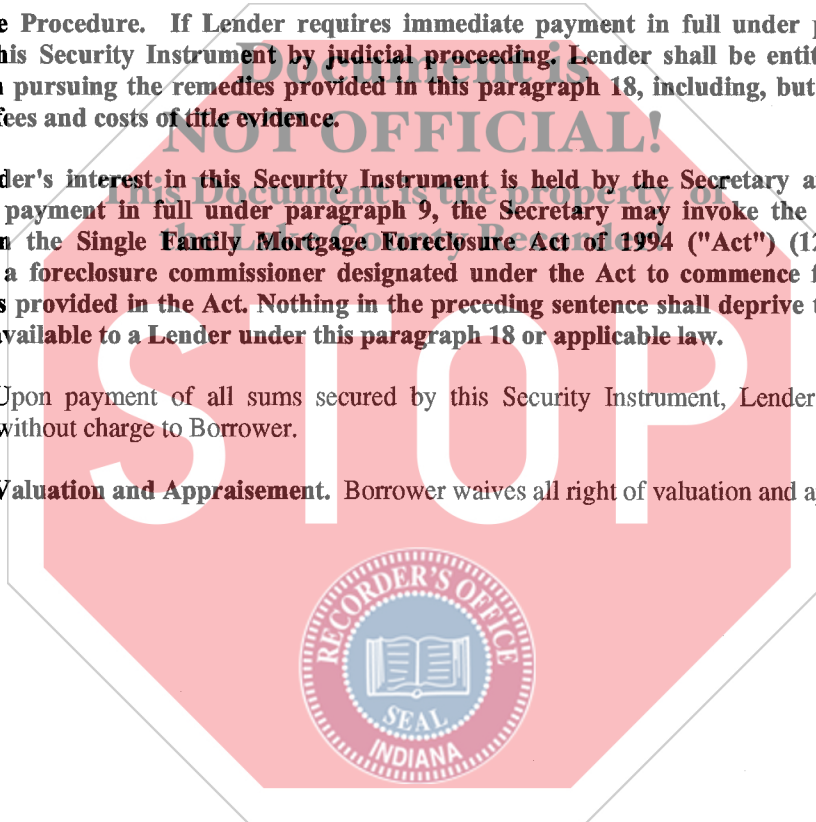 e Procedure. If Lender requires immediate payment in full under p
his Security Instrument by judicial proceeding. Lender shall be entit
n pursuing the remedies provided in this paragraph 18, including, but
fees and costs of title evidence.
der's interest in this Security Instrument is held by the Secretary a
payment in full under paragraph 9, the Secretary may invoke the
n the Single Family Mortgage Foreclosure Act of 1994 ("Act") (12
a foreclosure commissioner designated under the Act to commence f
s provided in the Act. Nothing in the preceding sentence shall deprive t
available to a Lender under this paragraph 18 or applicable law.
Upon payment of all sums secured by this Security Instrument, Lender
without charge to Borrower.
Valuation and Appraisement. Borrower waives all right of valuation and a
Document is
NOT OFFICIAL!
This Document is the property of
the Lake County Recorder!
STOP
RECORDER'S OFFICE
SEAL
INDIANA